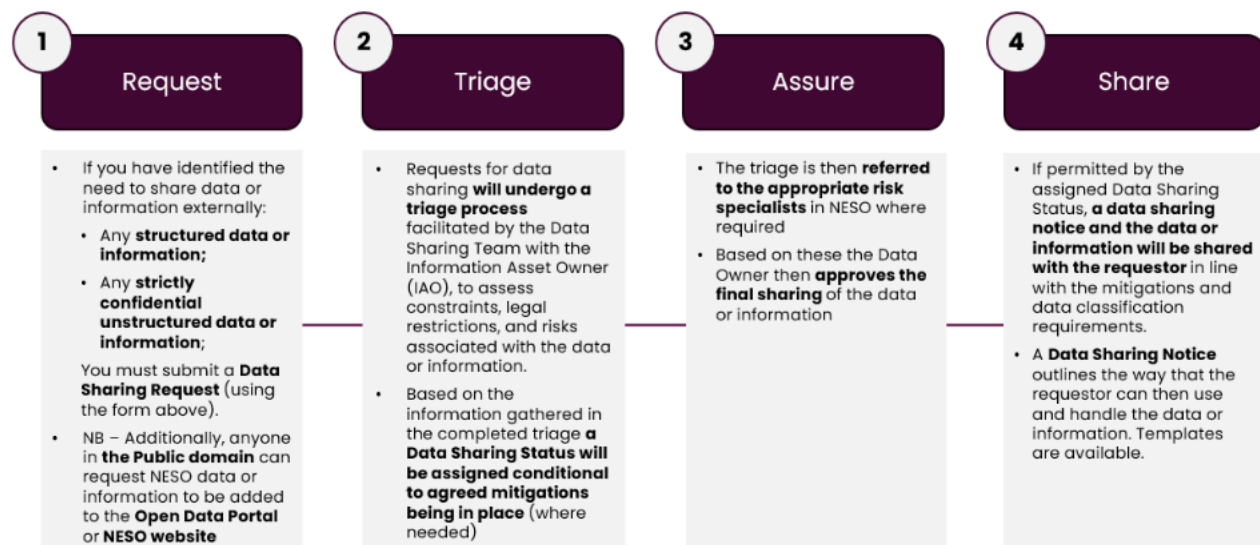 1
Request
• If you have identified the
need to share data or
information externally:
• Any structured data or
information;
• Any strictly
confidential
unstructured data or
information;
You must submit a Data
Sharing Request (using
the form above).
• NB – Additionally, anyone
in the Public domain can
request NESO data or
information to be added
to the Open Data Portal
or NESO website
2
Triage
• Requests for data
sharing will undergo a
triage process
facilitated by the Data
Sharing Team with the
Information Asset Owner
(IAO), to assess
constraints, legal
restrictions, and risks
associated with the data
or information.
• Based on the
information gathered in
the completed triage a
Data Sharing Status will
be assigned conditional
to agreed mitigations
being in place (where
needed)
3
Assure
• The triage is then referred
to the appropriate risk
specialists in NESO where
required
• Based on these the Data
Owner then approves the
final sharing of the data
or information
4
Share
• If permitted by the
assigned Data Sharing
Status, a data sharing
notice and the data or
information will be shared
with the requestor in line
with the mitigations and
data classification
requirements.
• A Data Sharing Notice
outlines the way that the
requestor can then use
and handle the data or
information. Templates
are available.